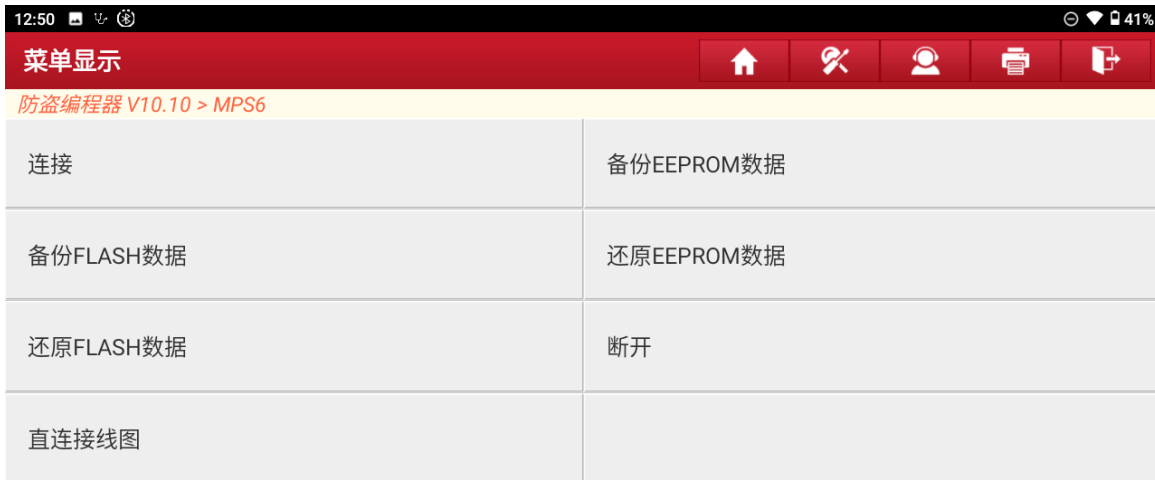 12:50 41%
菜单显示
防盗编程器 V10.10 > MPS6
连接 备份EEPROM数据
备份FLASH数据 还原EEPROM数据
还原FLASH数据 断开
直连接线图